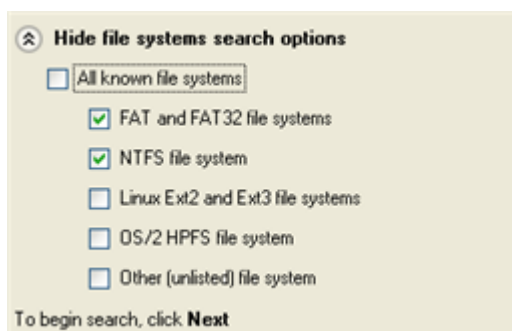 Hide file systems search options
All known file systems
FAT and FAT32 file systems
NTFS file system
Linux Ext2 and Ext3 file systems
OS/2 HPFS file system
Other (unlisted) file system
To begin search, click Next